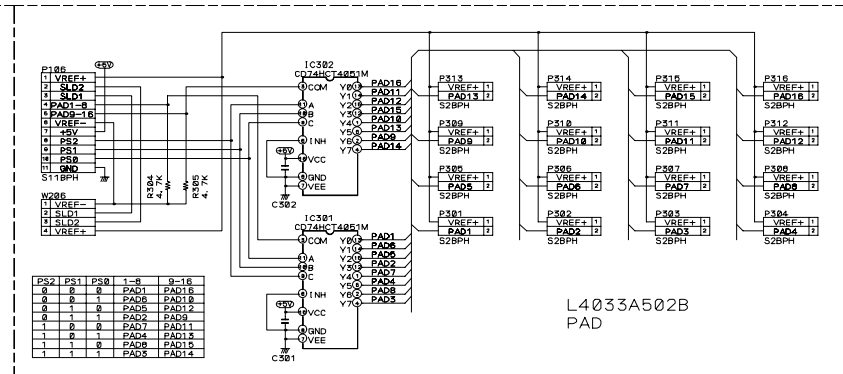 P106
+5V
1 VREF+
2 SLD2
3 SLD1
4 PAD1-8
5 PAD9-16
6 VREF-
7 +5V
8 PS2
9 PS1
10 PS0
11 GND
S11BPH
W206
1 VREF-
2 SLD1
3 SLD2
4 VREF+
R304
4.7K
R305
4.7K
IC302
CD74HCT4051M
COM
A
B
C
INH
VCC
GND
VEE
+5V
C302
Y0 PAD16
Y1 PAD11
Y2 PAD12
Y3 PAD15
Y4 PAD10
Y5 PAD13
Y6 PAD9
Y7 PAD14
IC301
CD74HCT4051M
COM
A
B
C
INH
VCC
GND
VEE
+5V
C301
Y0 PAD1
Y1 PAD6
Y2 PAD5
Y3 PAD2
Y4 PAD7
Y5 PAD4
Y6 PAD8
Y7 PAD3
P313
VREF+ 1
PAD13 2
S2BPH
P314
VREF+ 1
PAD14 2
S2BPH
P315
VREF+ 1
PAD15 2
S2BPH
P316
VREF+ 1
PAD16 2
S2BPH
P309
VREF+ 1
PAD9 2
S2BPH
P310
VREF+ 1
PAD10 2
S2BPH
P311
VREF+ 1
PAD11 2
S2BPH
P312
VREF+ 1
PAD12 2
S2BPH
P305
VREF+ 1
PAD5 2
S2BPH
P306
VREF+ 1
PAD6 2
S2BPH
P307
VREF+ 1
PAD7 2
S2BPH
P308
VREF+ 1
PAD8 2
S2BPH
P301
VREF+ 1
PAD1 2
S2BPH
P302
VREF+ 1
PAD2 2
S2BPH
P303
VREF+ 1
PAD3 2
S2BPH
P304
VREF+ 1
PAD4 2
S2BPH
PS2 PS1 PS0 1-8 9-16
0 0 0 PAD1 PAD16
0 0 1 PAD6 PAD10
0 1 0 PAD5 PAD12
0 1 1 PAD2 PAD9
1 0 0 PAD7 PAD11
1 0 1 PAD4 PAD13
1 1 0 PAD8 PAD15
1 1 1 PAD3 PAD14
L4033A502B
PAD